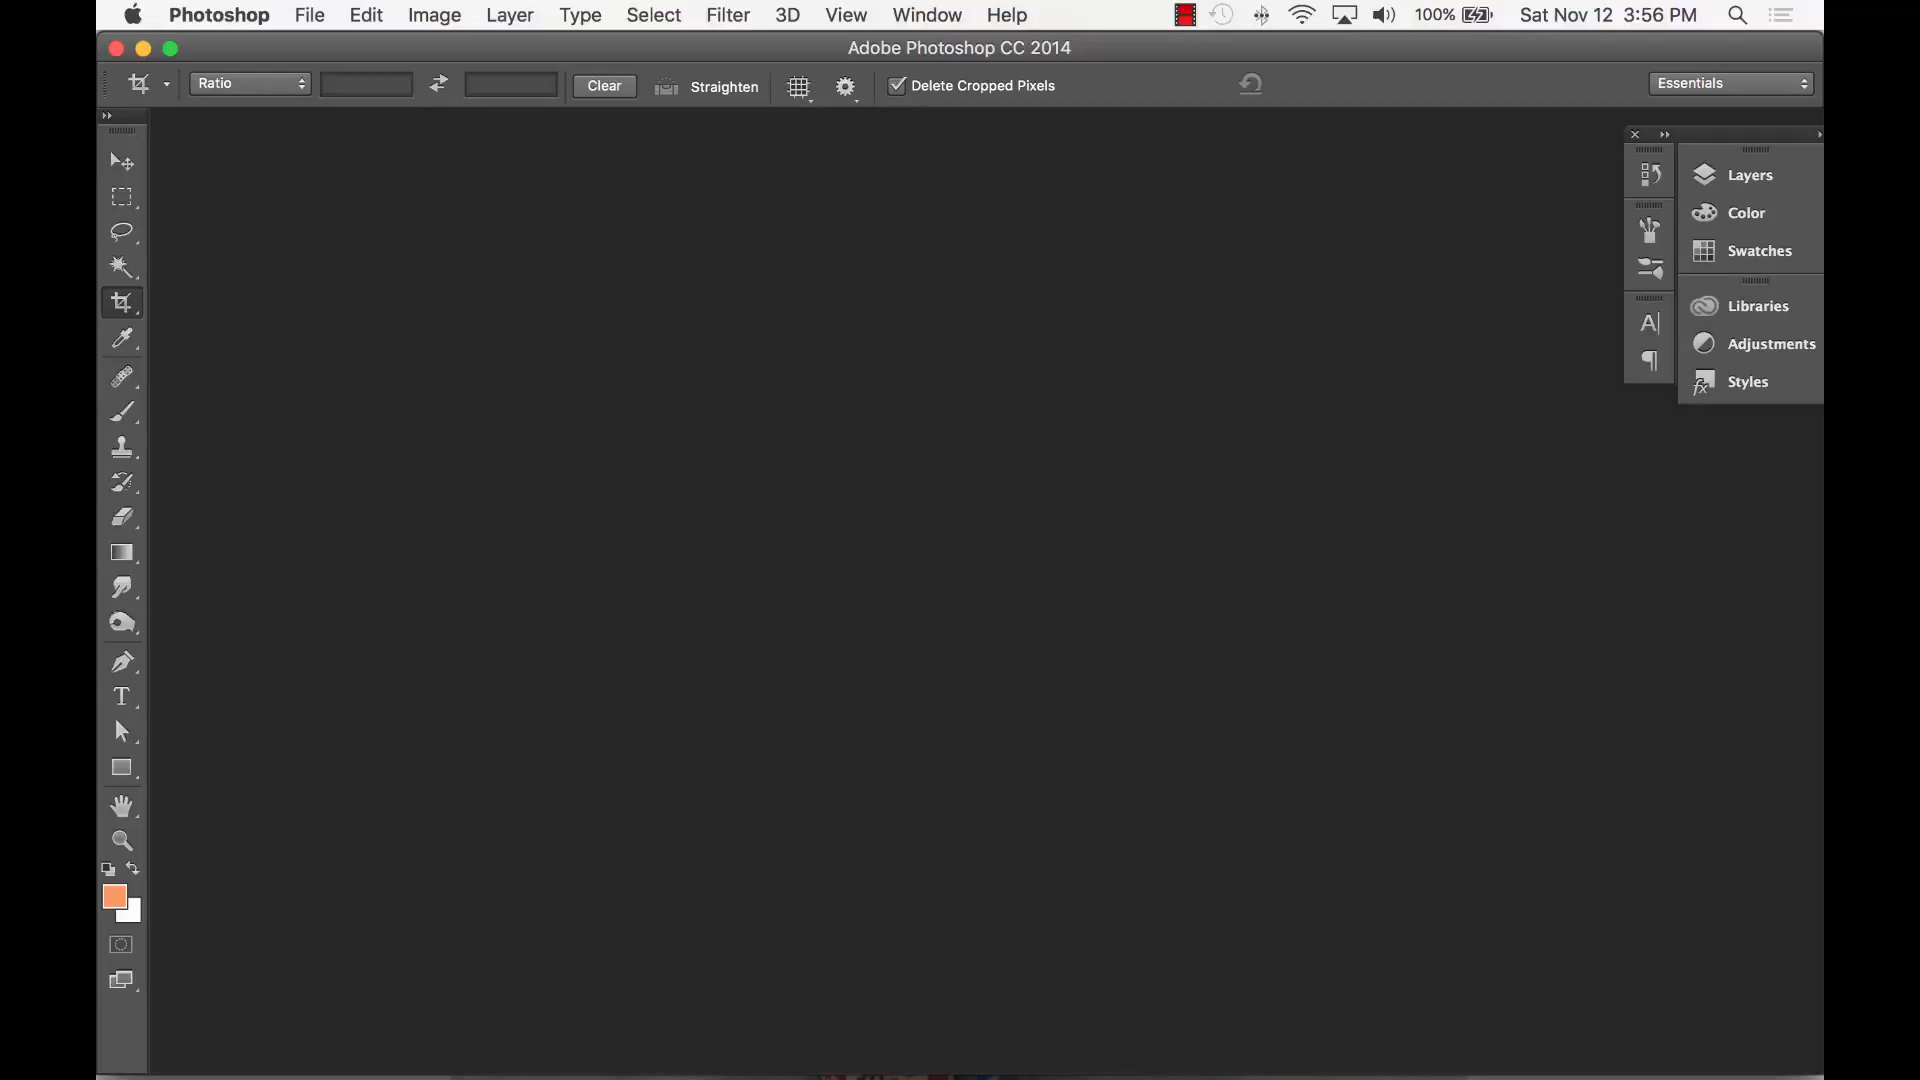 Photoshop File Edit Image Layer Type Select Filter 3D View Window Help 100% Sat Nov 12 3:56 PM
Adobe Photoshop CC 2014
Ratio Clear Straighten Delete Cropped Pixels Essentials
Layers
Color
Swatches
Libraries
Adjustments
Styles